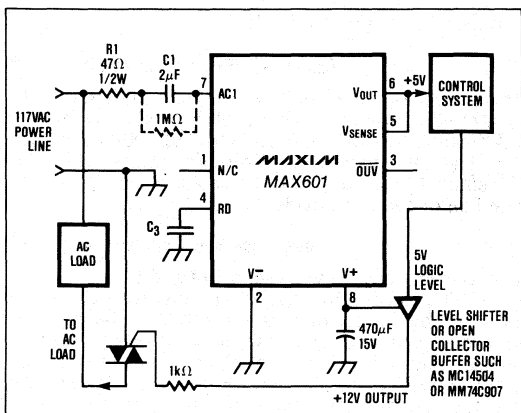 R1
47Ω
1/2W
C1
2μF
1MΩ
117VAC
POWER
LINE
7
AC1
1
N/C
4
RD
C3
MAXIM
MAX601
VOUT
6
+5V
VSENSE
5
OUV
3
CONTROL
SYSTEM
V−
2
V+
8
470μF
15V
5V
LOGIC
LEVEL
LEVEL SHIFTER
OR OPEN
COLLECTOR
BUFFER SUCH
AS MC14504
OR MM74C907
AC
LOAD
TO
AC
LOAD
1kΩ
+12V OUTPUT